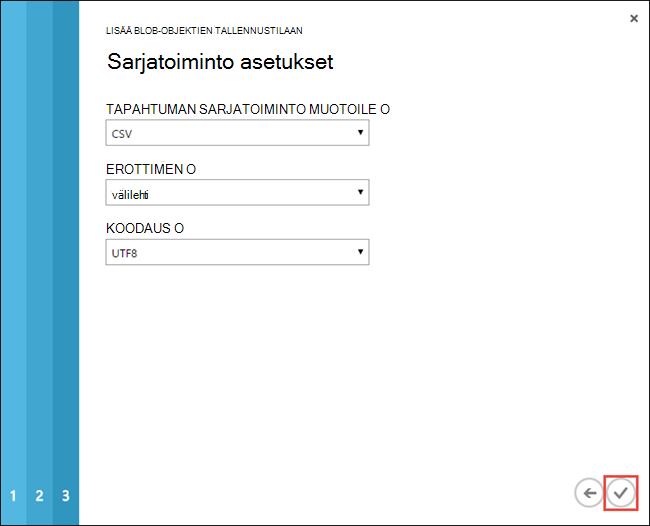 LISÄÄ BLOB-OBJEKTIEN TALLENNUSTILAAN
Sarjatoiminto asetukset
TAPAHTUMAN SARJATOIMINTO MUOTOILE O
CSV
EROTTIMEN O
välilehti
KOODAUS O
UTF8
1 2 3